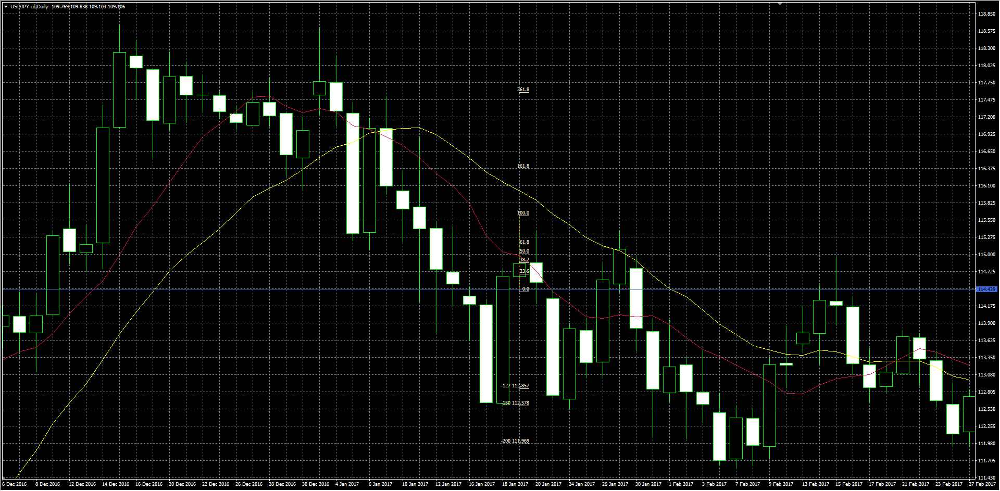 USDJPY-cd,Daily 109.769 109.838 109.103 109.106
118.850
118.575
118.300
118.025
117.750
117.475
117.200
116.925
116.650
116.375
116.100
115.825
115.550
115.275
115.000
114.725
114.439
114.175
113.900
113.625
113.350
113.080
112.805
112.530
112.255
111.980
111.705
111.430
261.8
161.8
100.0
61.8
50.0
38.2
23.6
0.0
-127 112.857
-150 112.578
-200 111.969
6 Dec 2016
8 Dec 2016
12 Dec 2016
14 Dec 2016
16 Dec 2016
20 Dec 2016
22 Dec 2016
26 Dec 2016
28 Dec 2016
30 Dec 2016
4 Jan 2017
6 Jan 2017
10 Jan 2017
12 Jan 2017
16 Jan 2017
18 Jan 2017
20 Jan 2017
24 Jan 2017
26 Jan 2017
30 Jan 2017
1 Feb 2017
3 Feb 2017
7 Feb 2017
9 Feb 2017
13 Feb 2017
15 Feb 2017
17 Feb 2017
21 Feb 2017
23 Feb 2017
27 Feb 2017